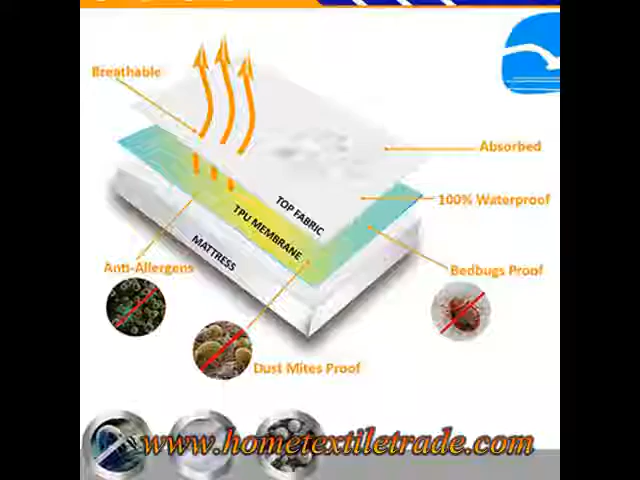 Breathable
Absorbed
100% Waterproof
TOP FABRIC
TPU MEMBRANE
MATTRESS
Anti-Allergens
Bedbugs Proof
Dust Mites Proof
www.hometextiletrade.com